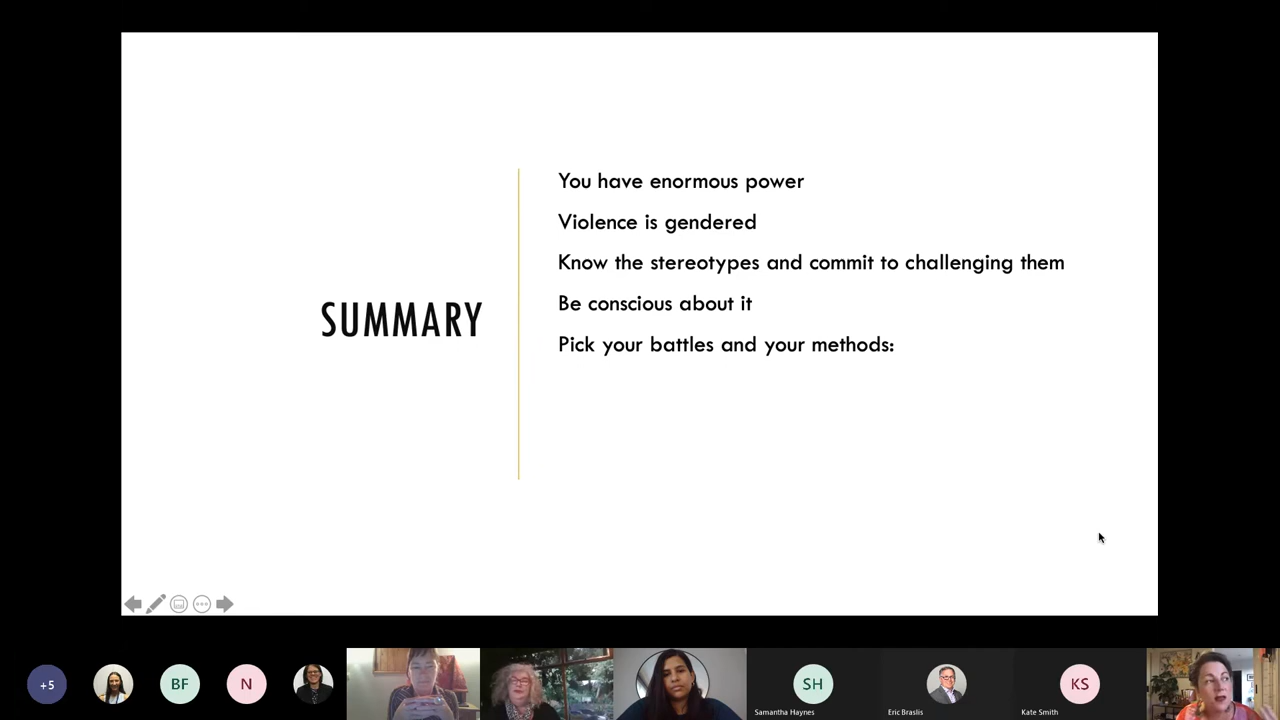 You have enormous power
Violence is gendered
Know the stereotypes and commit to challenging them
SUMMARY
Be conscious about it
Pick your battles and your methods:
+5
BF
N
SH
Samantha Haynes
Eric Braslis
KS
Kate Smith